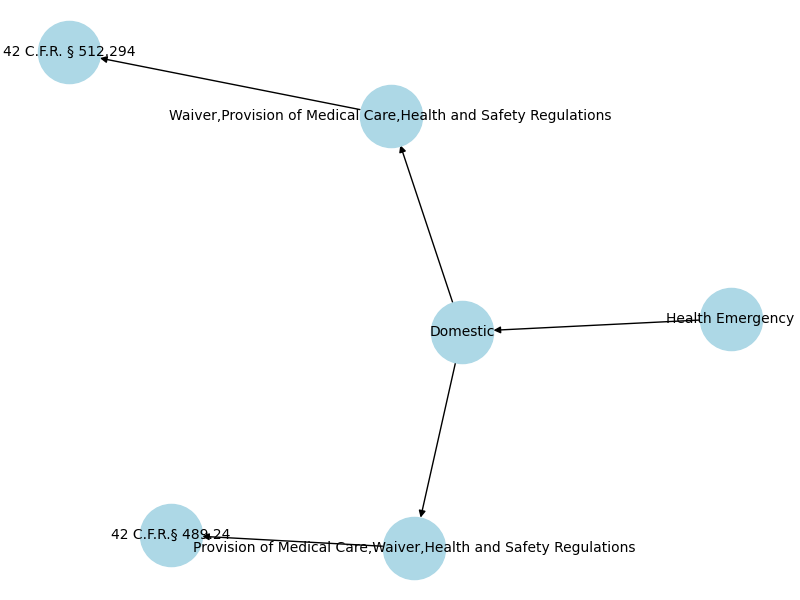 42 C.F.R. § 512.294
Waiver,Provision of Medical Care,Health and Safety Regulations
Health Emergency
Domestic
42 C.F.R.§ 489.24
Provision of Medical Care,Waiver,Health and Safety Regulations